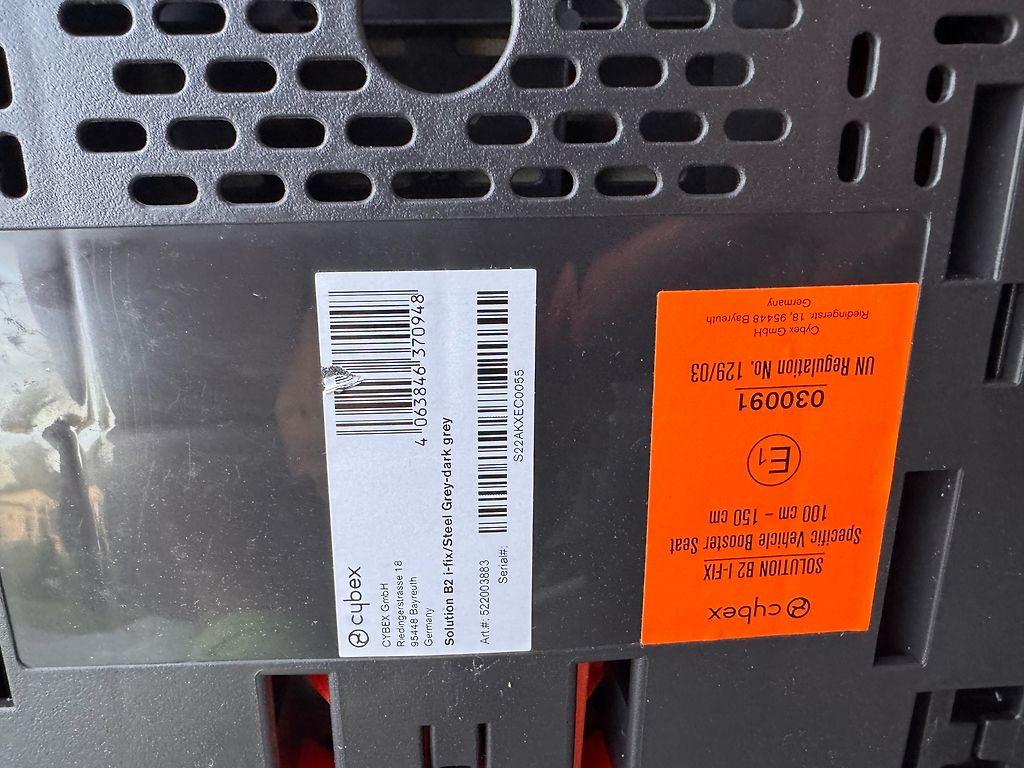 cybex
CYBEX GmbH
Riedingerstrasse 18
95448 Bayreuth
Germany
Solution B2 i-fix/Steel Grey-dark grey
Art.#: 522003883
Serial#:
4 063846 370948
S22AKXEC0055
cybex
SOLUTION B2 I-FIX
Specific Vehicle Booster Seat
100 cm – 150 cm
E1
030091
UN Regulation No. 129/03
Cybex GmbH
Riedingerstr. 18, 95448 Bayreuth
Germany